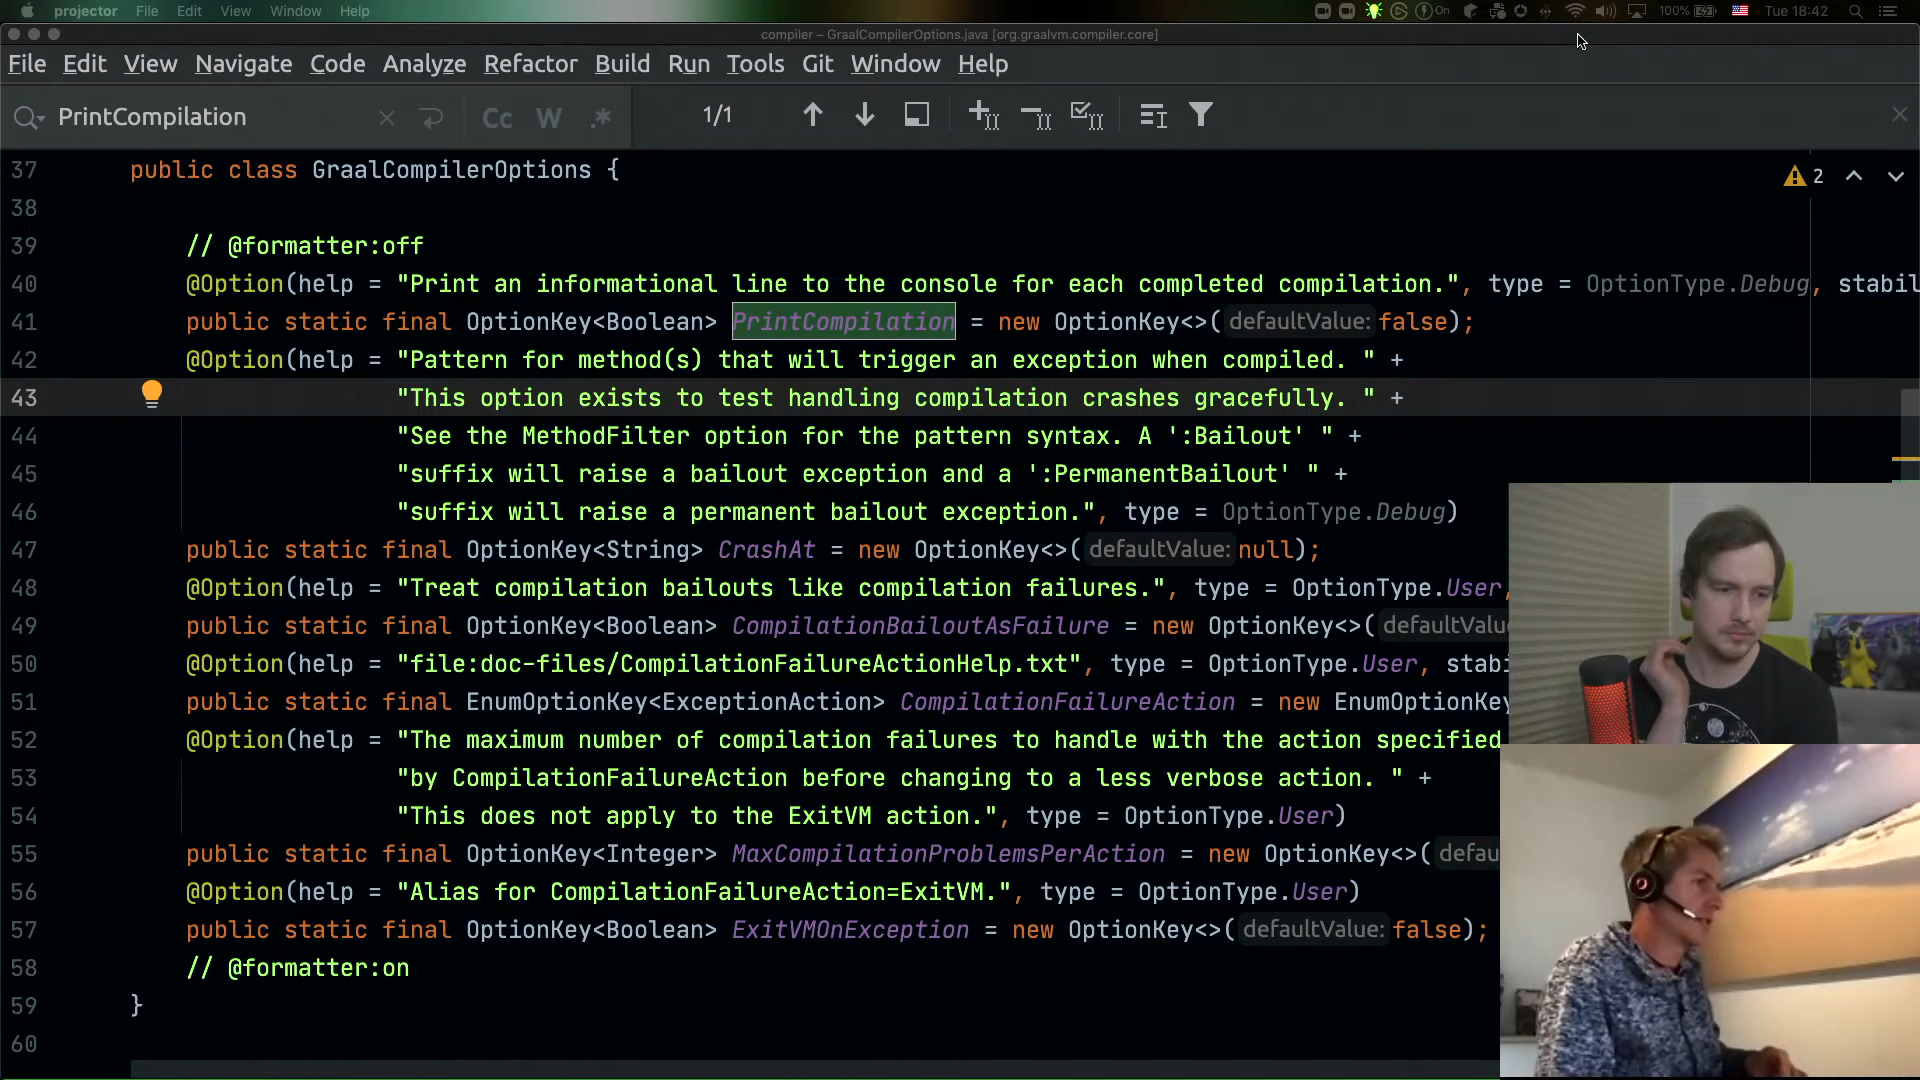 projector File Edit View Window Help On 100% Tue 18:42
compiler – GraalCompilerOptions.java [org.graalvm.compiler.core]
File Edit View Navigate Code Analyze Refactor Build Run Tools Git Window Help
PrintCompilation Cc W .* 1/1
37 public class GraalCompilerOptions { 2
38
39 // @formatter:off
40 @Option(help = "Print an informational line to the console for each completed compilation.", type = OptionType.Debug, stabil
41 public static final OptionKey<Boolean> PrintCompilation = new OptionKey<>( defaultValue: false);
42 @Option(help = "Pattern for method(s) that will trigger an exception when compiled. " +
43 "This option exists to test handling compilation crashes gracefully. " +
44 "See the MethodFilter option for the pattern syntax. A ':Bailout' " +
45 "suffix will raise a bailout exception and a ':PermanentBailout' " +
46 "suffix will raise a permanent bailout exception.", type = OptionType.Debug)
47 public static final OptionKey<String> CrashAt = new OptionKey<>( defaultValue: null);
48 @Option(help = "Treat compilation bailouts like compilation failures.", type = OptionType.User,
49 public static final OptionKey<Boolean> CompilationBailoutAsFailure = new OptionKey<>( defaultValu
50 @Option(help = "file:doc-files/CompilationFailureActionHelp.txt", type = OptionType.User, stabi
51 public static final EnumOptionKey<ExceptionAction> CompilationFailureAction = new EnumOptionKey
52 @Option(help = "The maximum number of compilation failures to handle with the action specified
53 "by CompilationFailureAction before changing to a less verbose action. " +
54 "This does not apply to the ExitVM action.", type = OptionType.User)
55 public static final OptionKey<Integer> MaxCompilationProblemsPerAction = new OptionKey<>( defau
56 @Option(help = "Alias for CompilationFailureAction=ExitVM.", type = OptionType.User)
57 public static final OptionKey<Boolean> ExitVMOnException = new OptionKey<>( defaultValue: false);
58 // @formatter:on
59 }
60